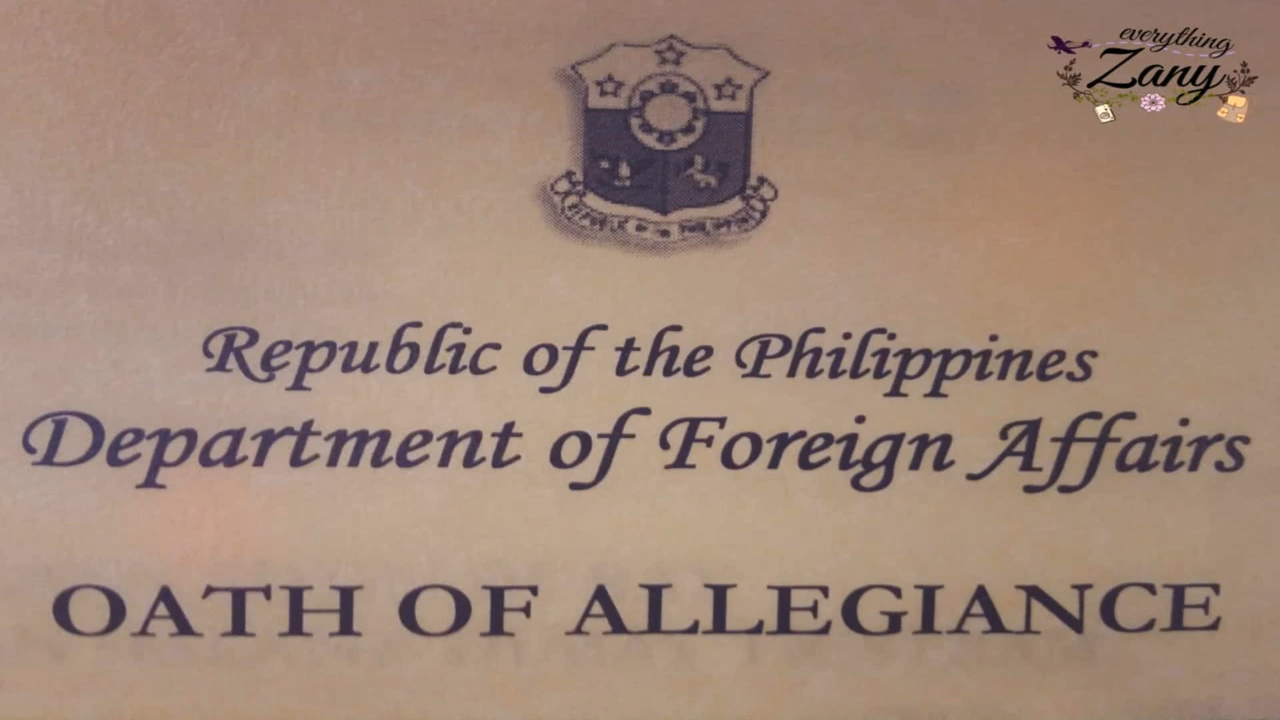 everything
Zany
Republic of the Philippines
Department of Foreign Affairs
OATH OF ALLEGIANCE